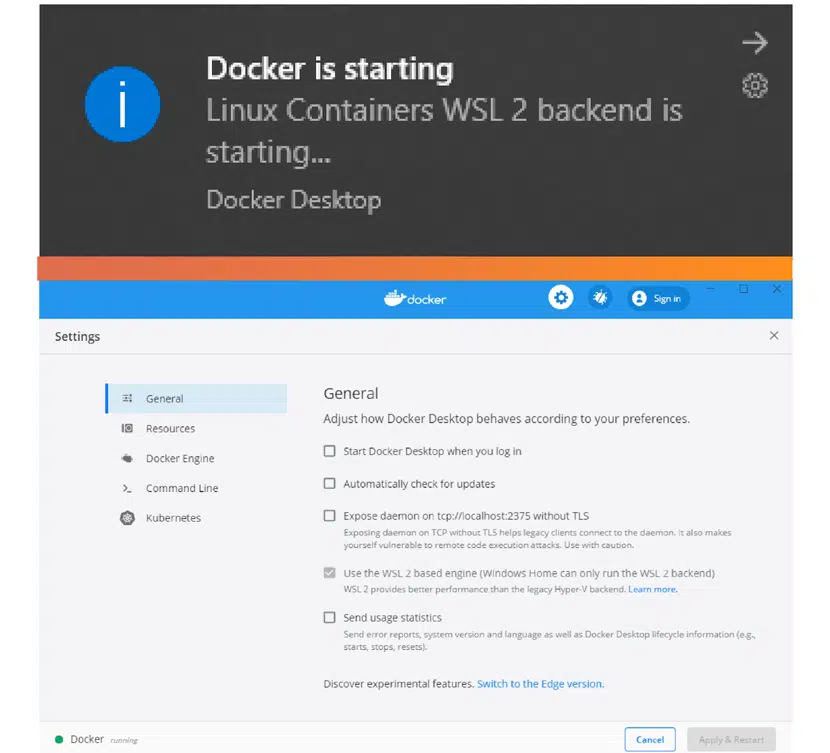 Docker is starting
Linux Containers WSL 2 backend is
starting...
Docker Desktop
docker
Sign in
Settings
General
Resources
Docker Engine
Command Line
Kubernetes
General
Adjust how Docker Desktop behaves according to your preferences.
Start Docker Desktop when you log in
Automatically check for updates
Expose daemon on tcp://localhost:2375 without TLS
Exposing daemon on TCP without TLS helps legacy clients connect to the daemon. It also makes
yourself vulnerable to remote code execution attacks. Use with caution.
Use the WSL 2 based engine (Windows Home can only run the WSL 2 backend)
WSL 2 provides better performance than the legacy Hyper-V backend. Learn more.
Send usage statistics
Send error reports, system version and language as well as Docker Desktop lifecycle information (e.g.,
starts, stops, resets).
Discover experimental features. Switch to the Edge version.
Docker running
Cancel
Apply & Restart